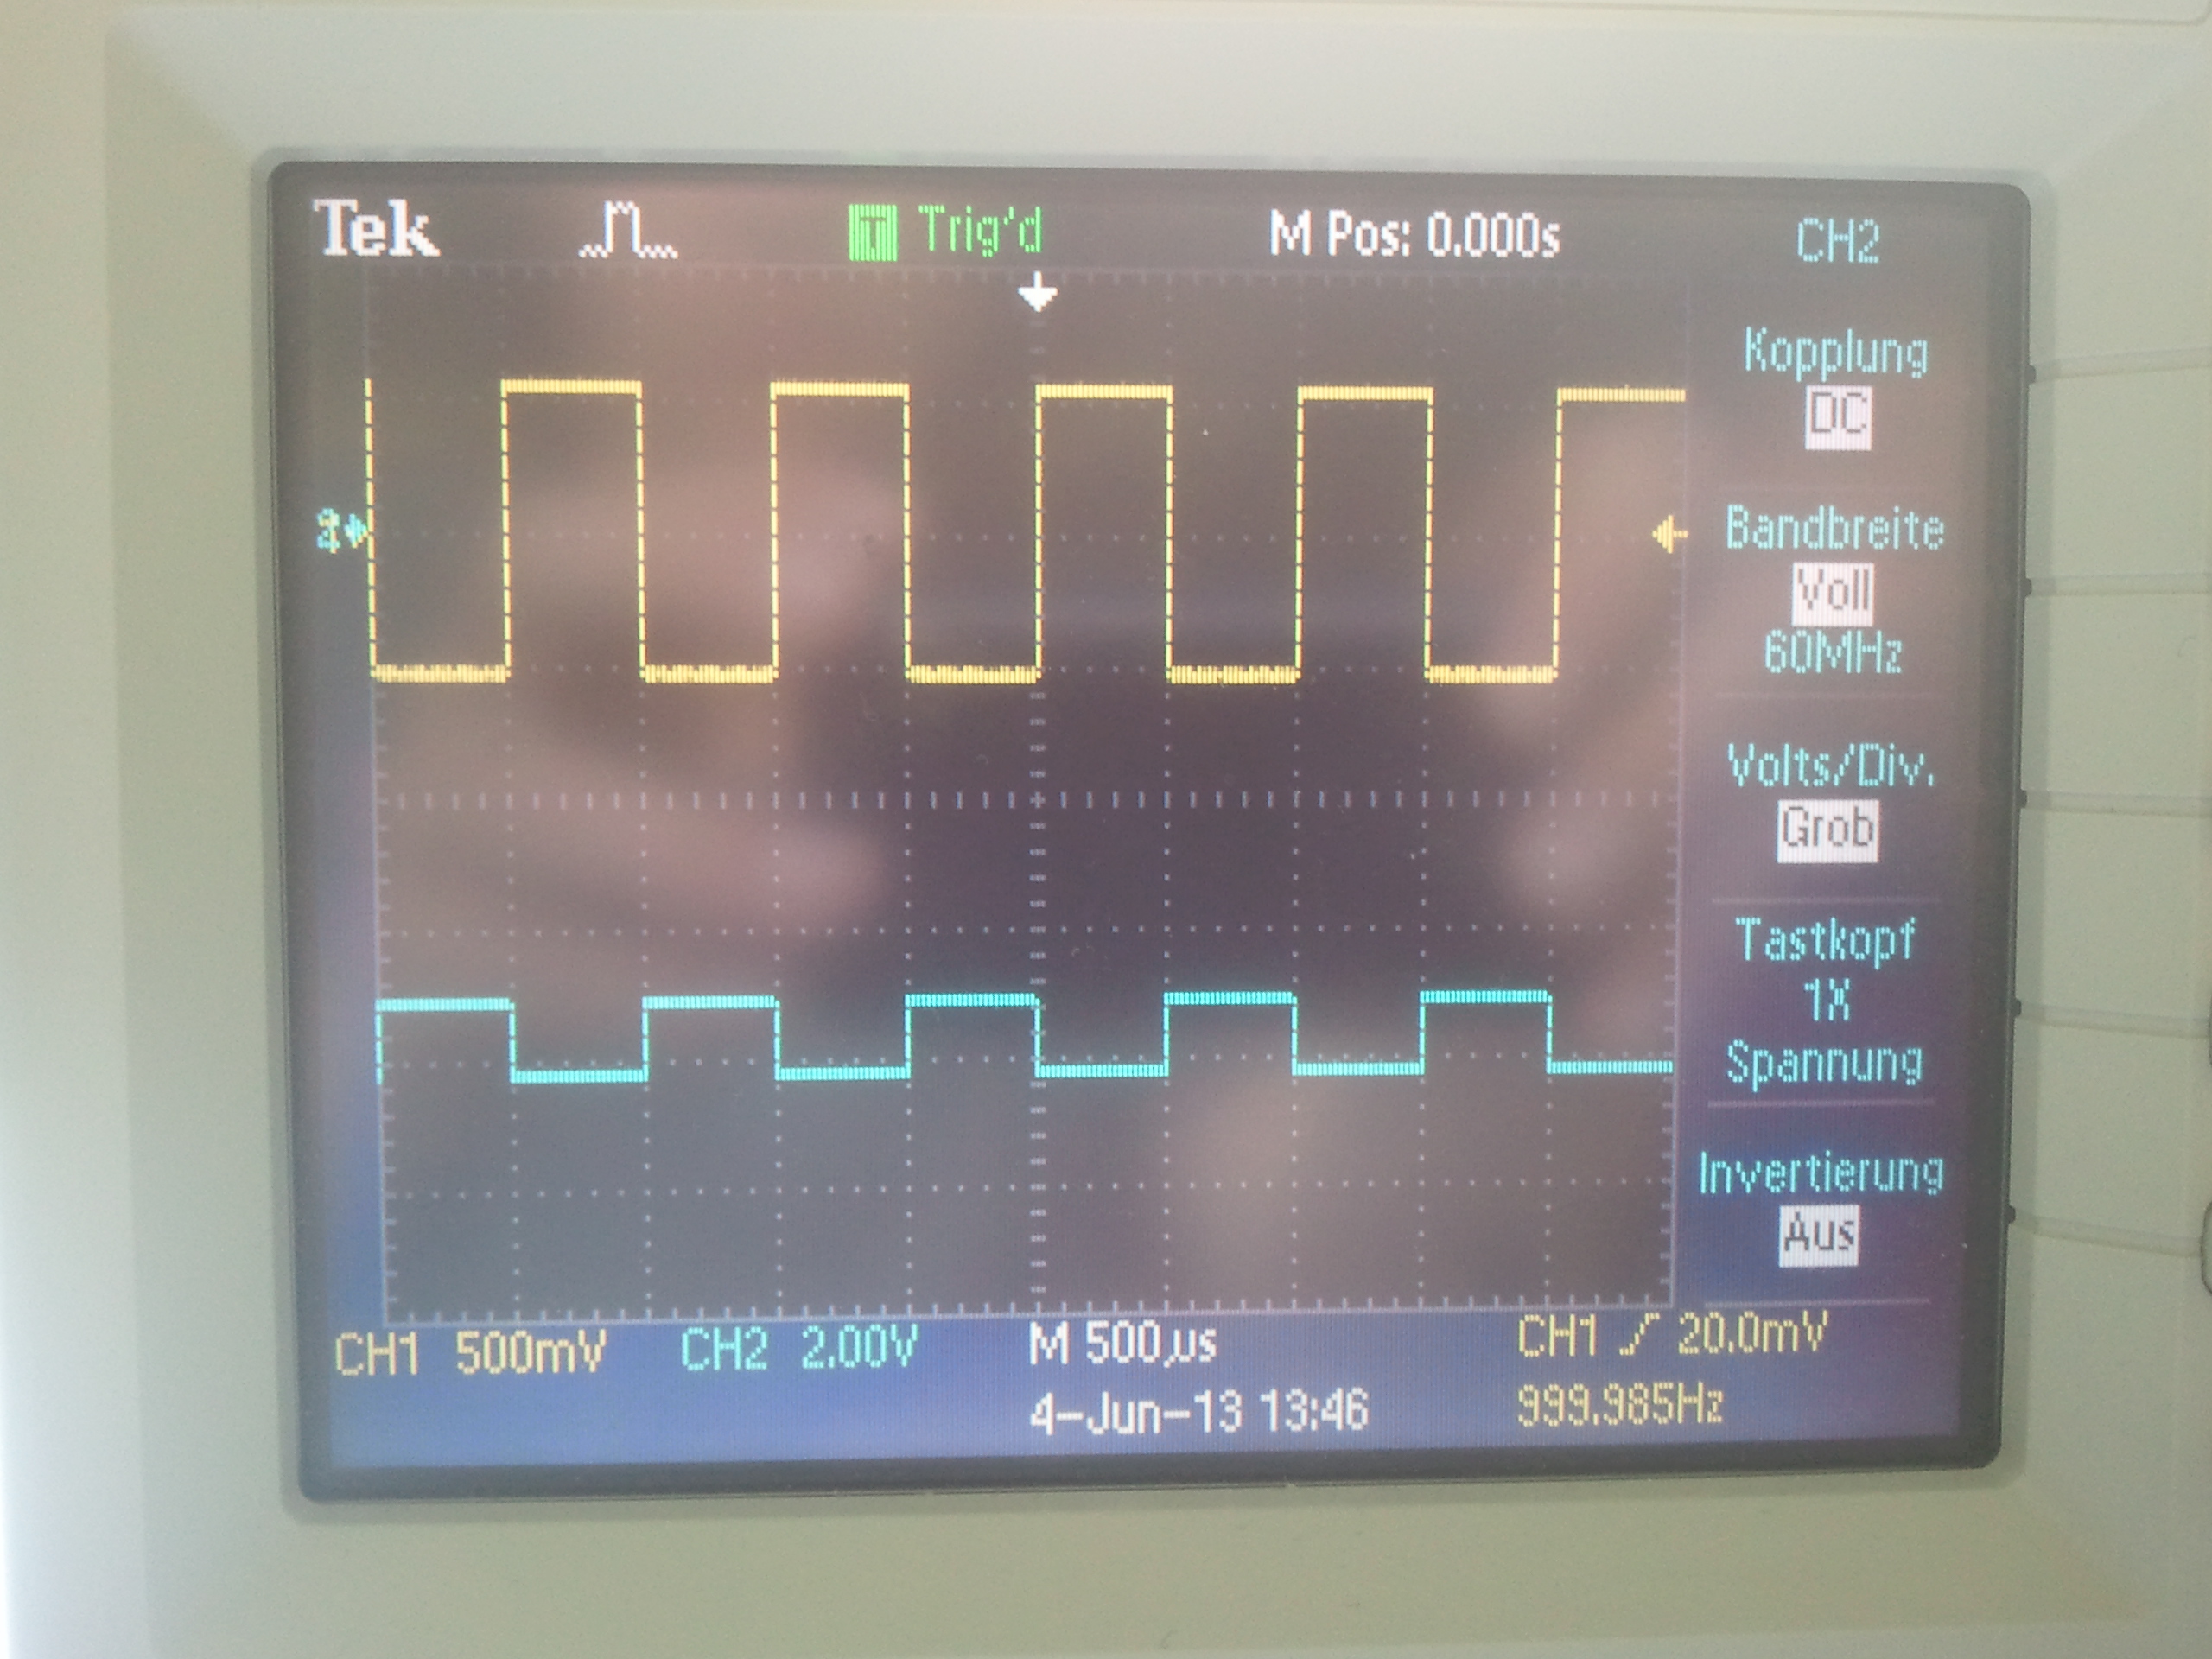 Tek T Trig'd M Pos: 0.000s CH2
Kopplung
DC
2
Bandbreite
Voll
60MHz
Volts/Div.
Grob
Tastkopf
1X
Spannung
Invertierung
Aus
CH1 500mV CH2 2.00V M 500µs CH1 20.0mV
4-Jun-13 13:46 999.985Hz